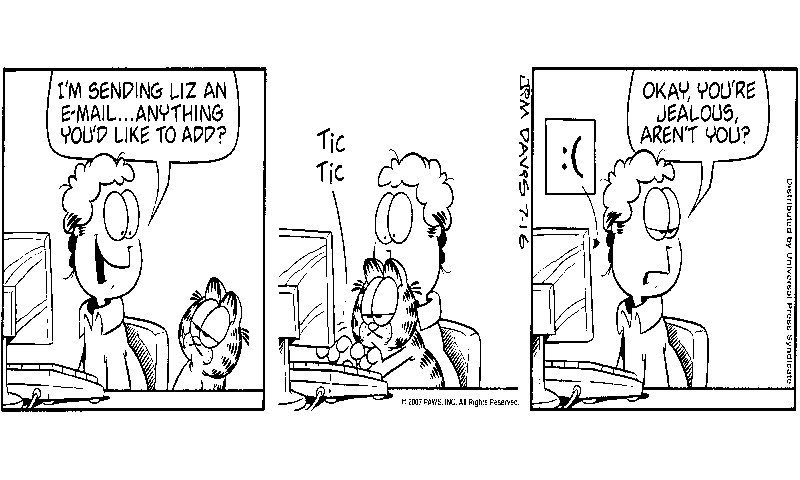 I'M SENDING LIZ AN
E-MAIL...ANYTHING
YOU'D LIKE TO ADD?
TIC
TIC
© 2007 PAWS, INC. All Rights Reserved.
JIM DAVIS 7-16
OKAY, YOU'RE
JEALOUS,
AREN'T YOU?
:(
Distributed by Universal Press Syndicate